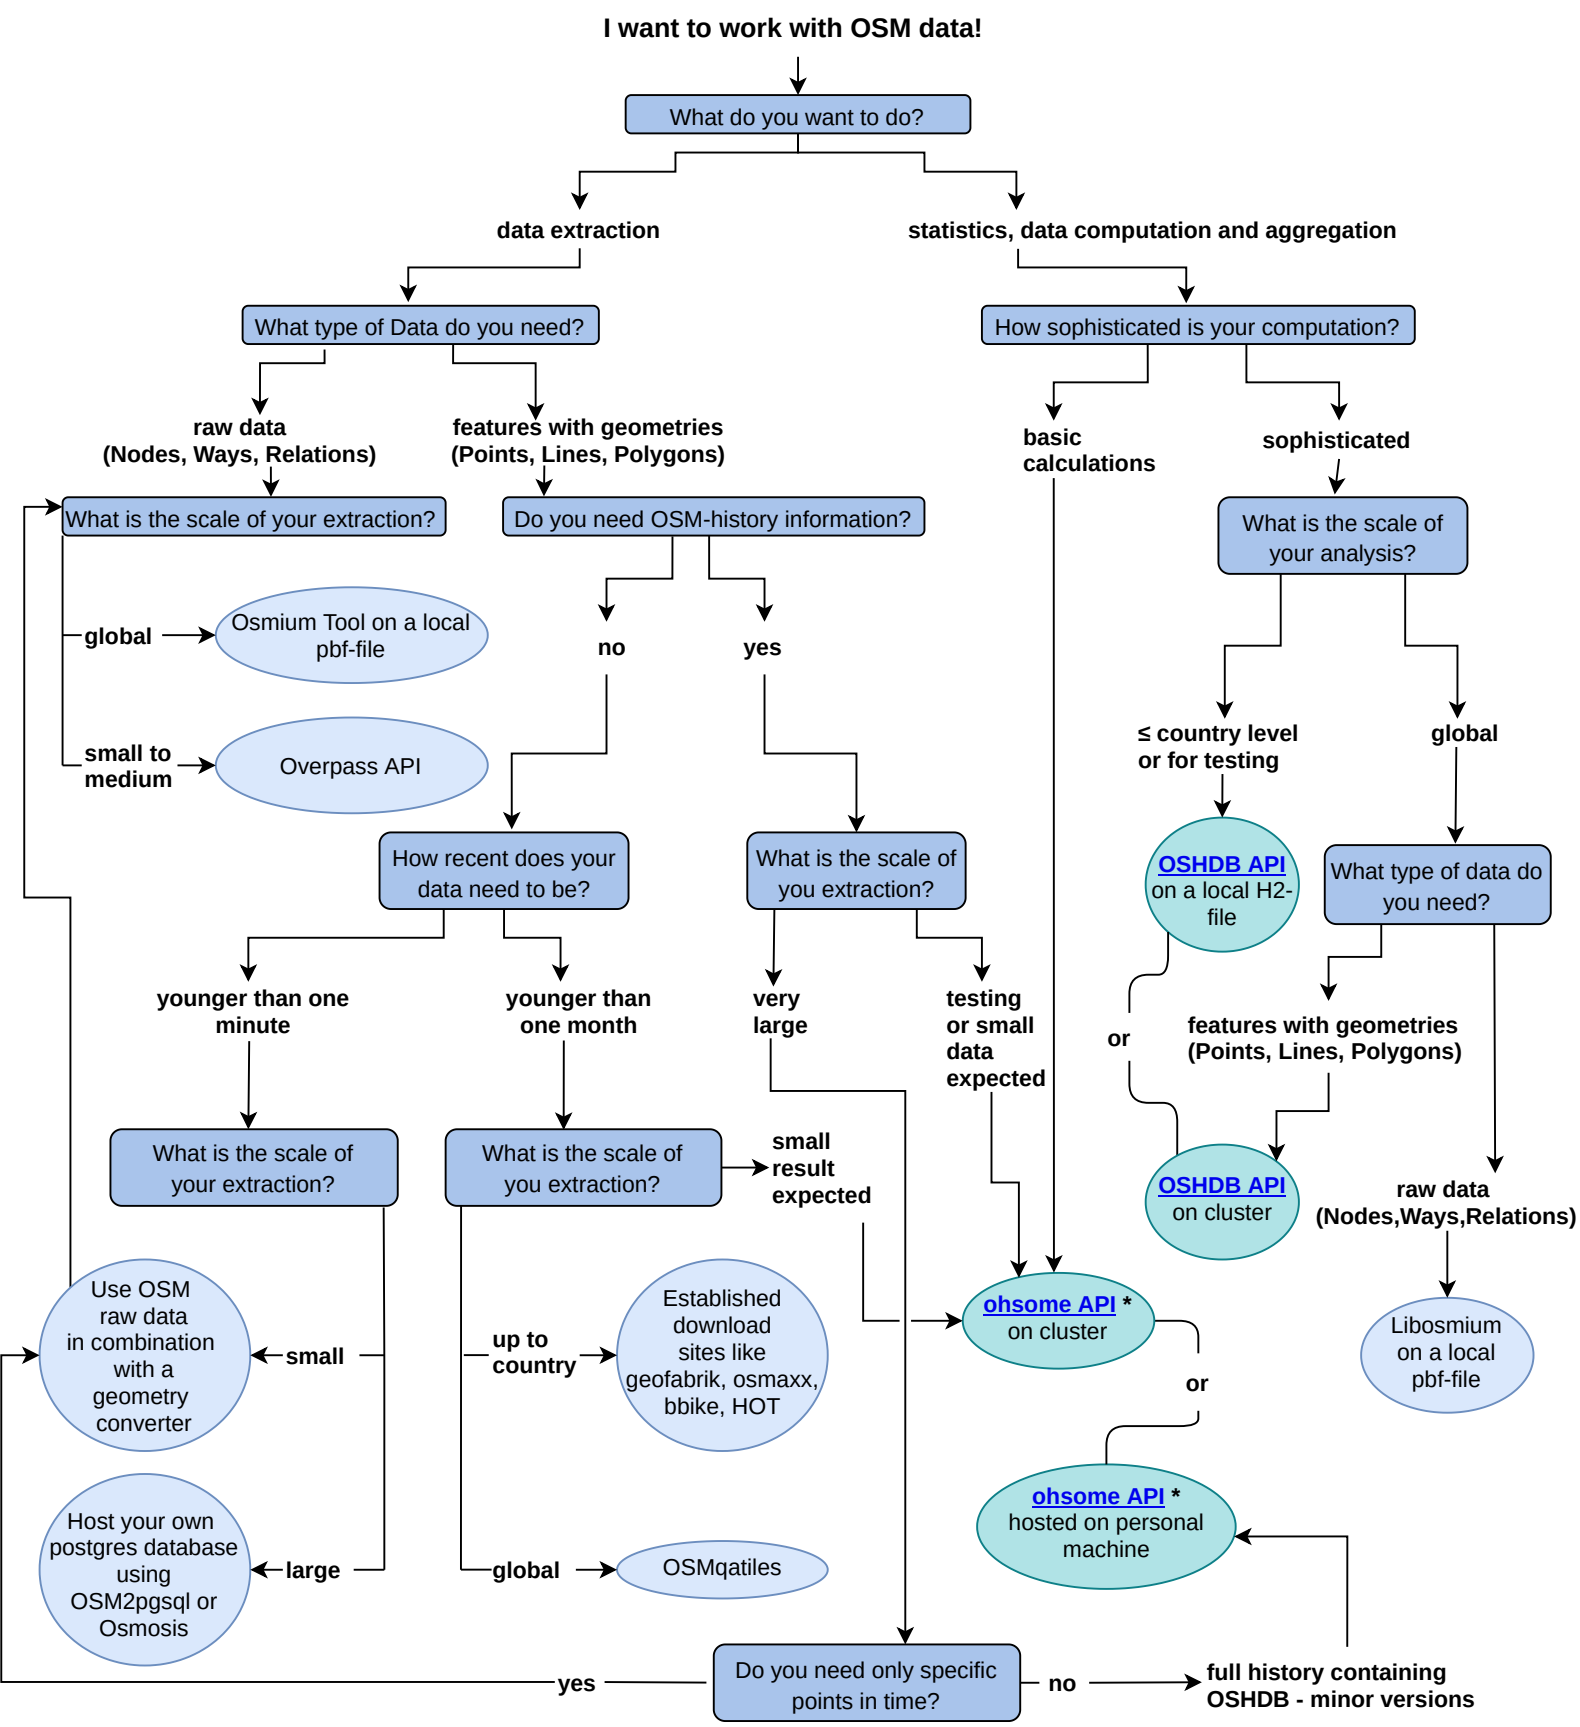 I want to work with OSM data!
What do you want to do?
data extraction
statistics, data computation and aggregation
What type of Data do you need?
How sophisticated is your computation?
raw data
(Nodes, Ways, Relations)
features with geometries
(Points, Lines, Polygons)
basic
calculations
sophisticated
What is the scale of your extraction?
Do you need OSM-history information?
What is the scale of
your analysis?
global
Osmium Tool on a local
pbf-file
no
yes
small to
medium
Overpass API
≤ country level
or for testing
global
How recent does your
data need to be?
What is the scale of
you extraction?
OSHDB API
on a local H2-
file
What type of data do
you need?
younger than one
minute
younger than
one month
very
large
testing
or small
data
expected
or
features with geometries
(Points, Lines, Polygons)
What is the scale of
your extraction?
What is the scale of
you extraction?
small
result
expected
OSHDB API
on cluster
raw data
(Nodes,Ways,Relations)
Use OSM
raw data
in combination
with a
geometry
converter
small
up to
country
Established
download
sites like
geofabrik, osmaxx,
bbike, HOT
ohsome API *
on cluster
or
Libosmium
on a local
pbf-file
Host your own
postgres database
using
OSM2pgsql or
Osmosis
large
global
OSMqatiles
ohsome API *
hosted on personal
machine
yes
Do you need only specific
points in time?
no
full history containing
OSHDB - minor versions